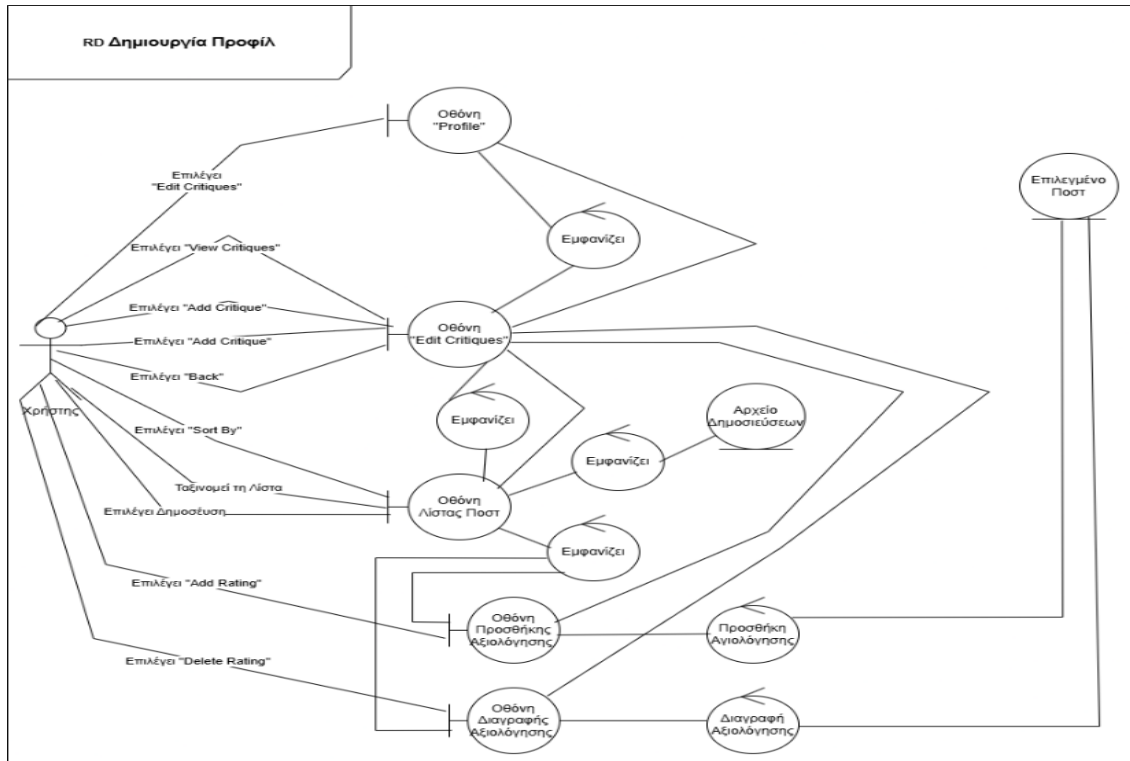 RD Δημιουργία Προφίλ
Οθόνη
"Profile"
Επιλέγει
"Edit Critiques"
Επιλεγμένο
Ποστ
Εμφανίζει
Επιλέγει "View Critiques"
Επιλέγει "Add Critique"
Οθόνη
"Edit Critiques"
Επιλέγει "Add Critique"
Επιλέγει "Back"
Χρήστης
Εμφανίζει
Αρχείο
Δημοσιεύσεων
Επιλέγει "Sort By"
Εμφανίζει
Ταξινομεί τη Λίστα
Οθόνη
Λίστας Ποστ
Επιλέγει Δημοσέυση
Εμφανίζει
Επιλέγει "Add Rating"
Οθόνη
Προσθήκης
Αξιολόγησης
Προσθήκη
Αγιολόγησης
Επιλέγει "Delete Rating"
Οθόνη
Διαγραφής
Αξιολόγησης
Διαγραφή
Αξιολόγησης